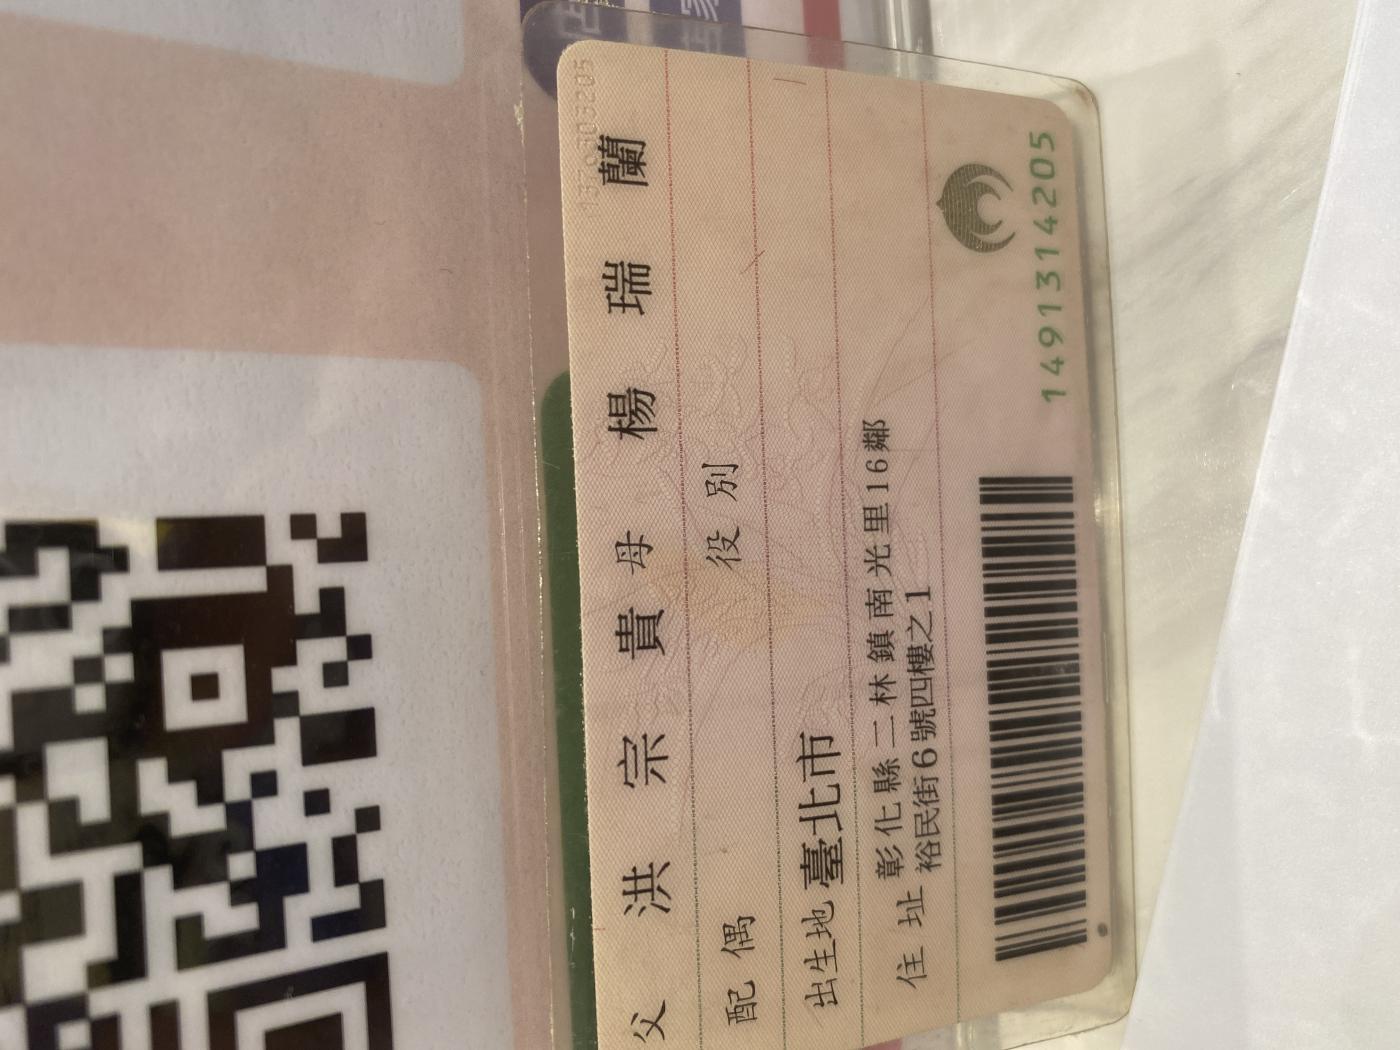 父 洪宗貴 母 楊瑞蘭
配偶 役別
出生地 臺北市
住址 彰化縣二林鎮南光里16鄰
裕民街6號四樓之1
1491314205